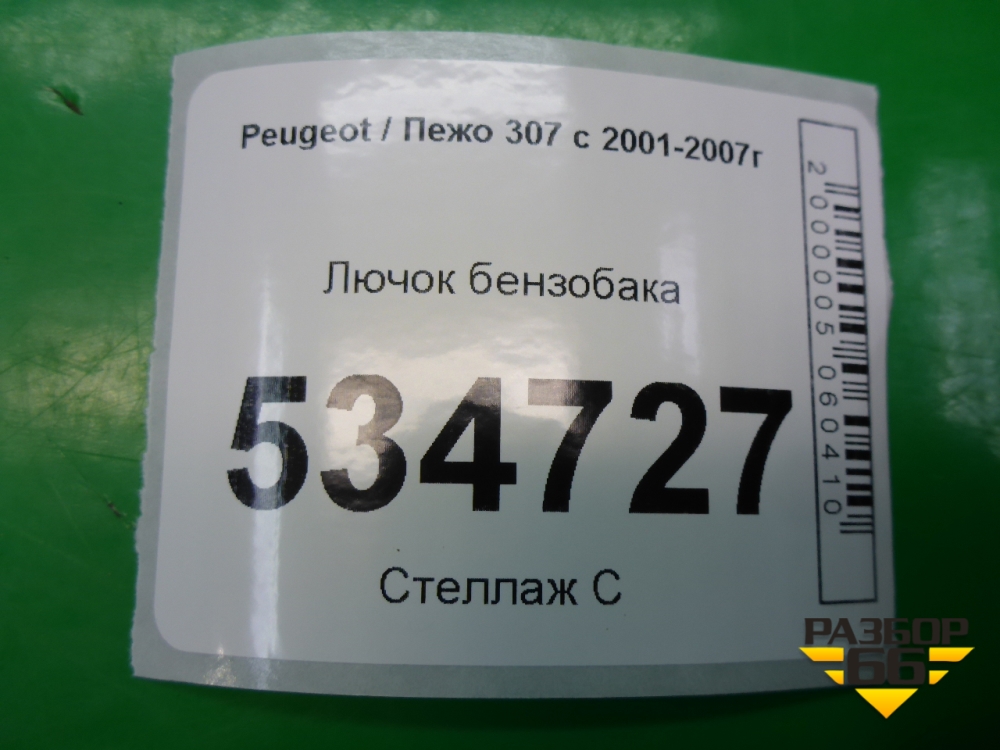 Peugeot / Пежо 307 с 2001-2007г
Лючок бензобака
534727
Стеллаж С
2000005060410
РАЗБОР
66